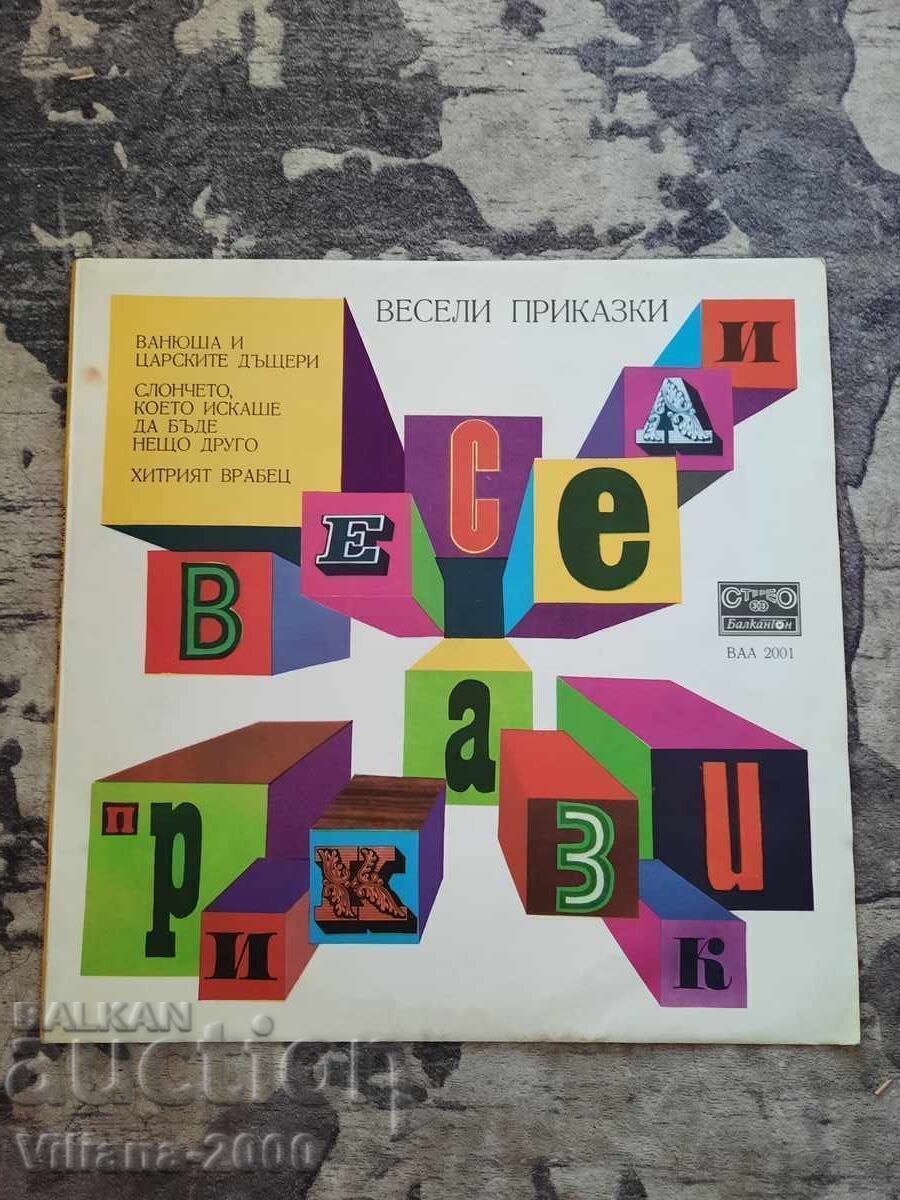 ВЕСЕЛИ ПРИКАЗКИ
ВАНЮША И
ЦАРСКИТЕ ДЪЩЕРИ
СЛОНЧЕТО,
КОЕТО ИСКАШЕ
ДА БЪДЕ
НЕЩО ДРУГО
ХИТРИЯТ ВРАБЕЦ
В Е С Е Л И
СТЕРЕО
33
Балкантон
ВАА 2001
П Р И К а З К И
BALKAN
auction
Viliana-2000